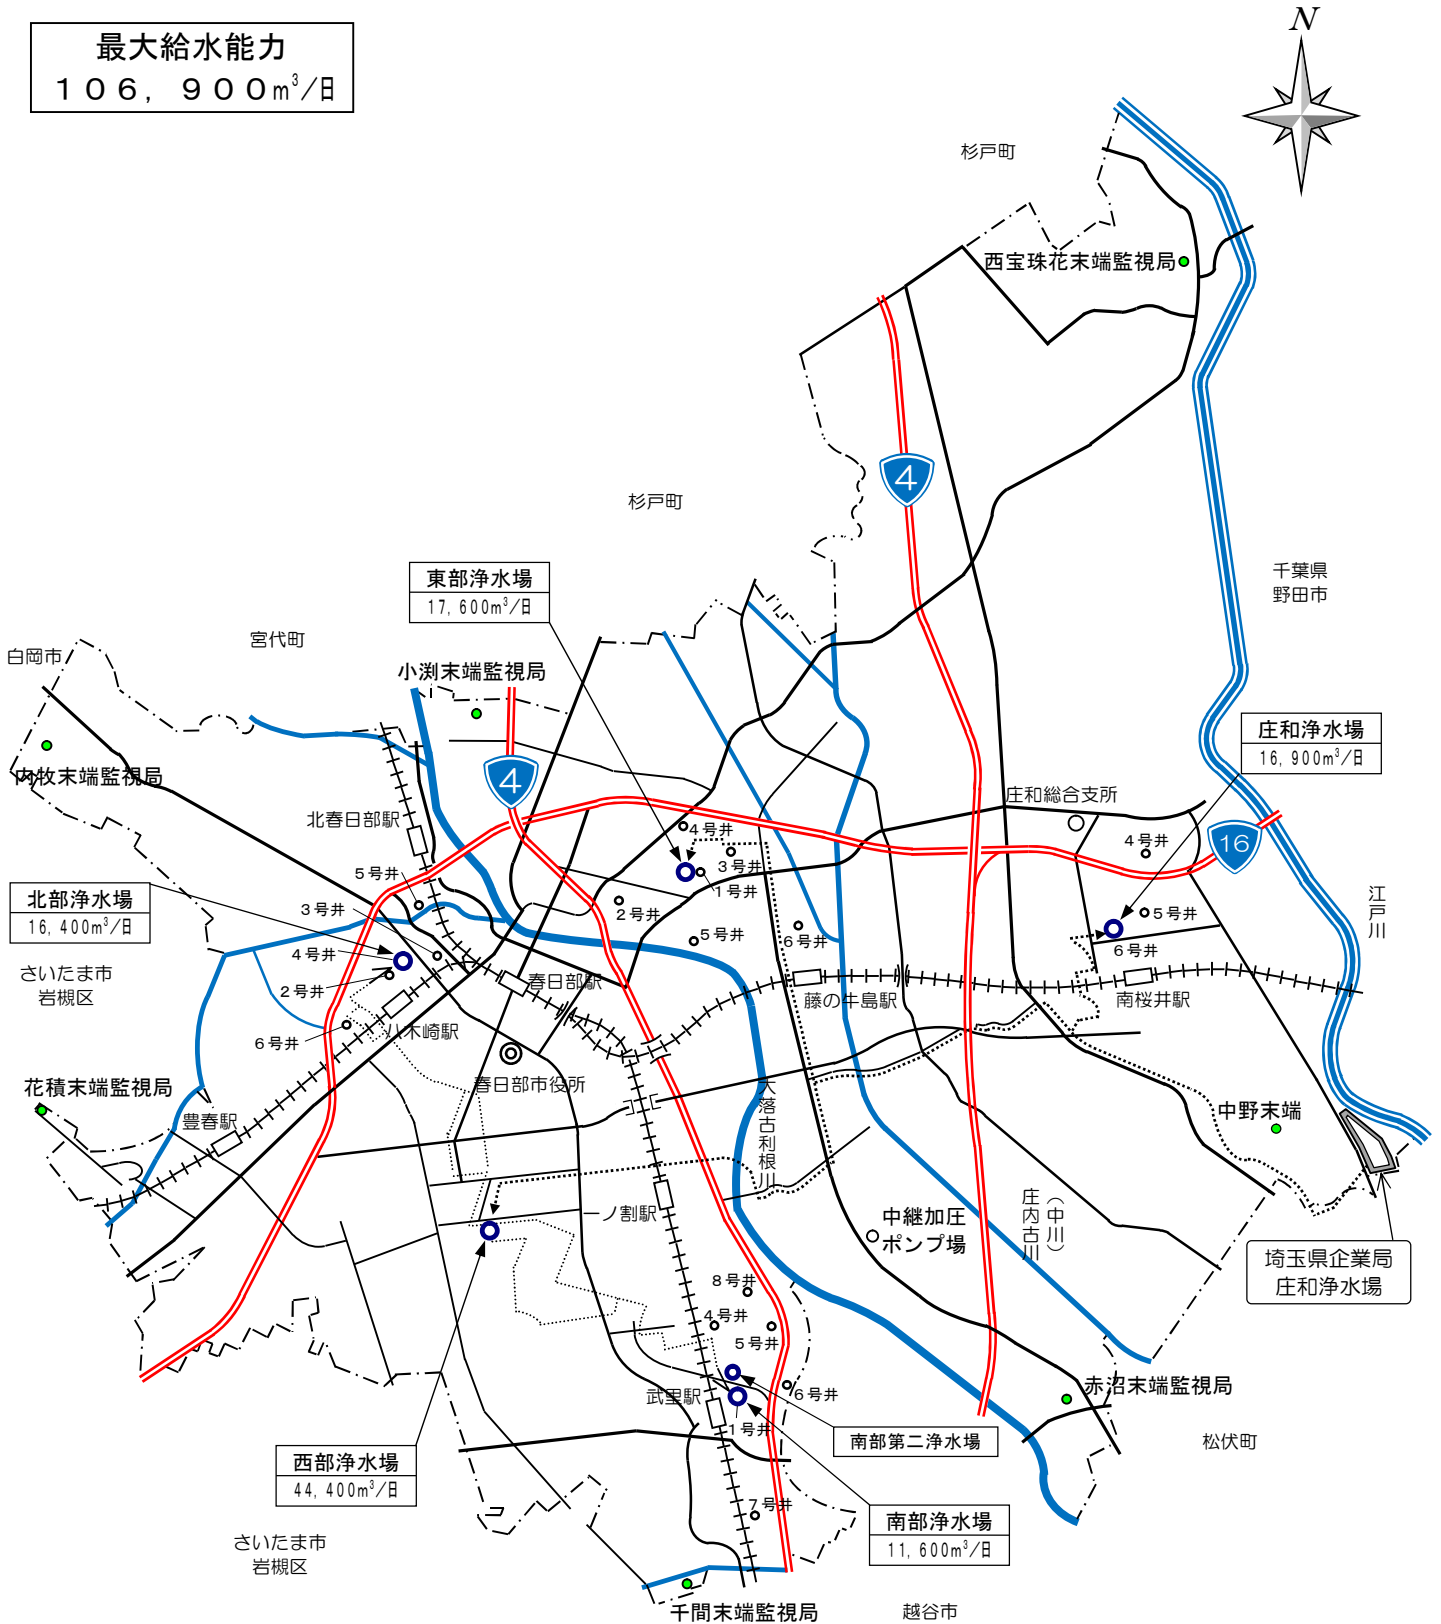 最大給水能力
１０６，９００m³/日
N
杉戸町
西宝珠花末端監視局
4
杉戸町
千葉県
野田市
東部浄水場
17,600m³/日
宮代町
白岡市
小渕末端監視局
庄和浄水場
16,900m³/日
内牧末端監視局
4
庄和総合支所
北春日部駅
4号井
16
4号井
3号井
5号井
1号井
北部浄水場
16,400m³/日
3号井
2号井
5号井
江戸川
6号井
5号井
4号井
6号井
さいたま市
岩槻区
2号井
春日部駅
藤の牛島駅
南桜井駅
八木崎駅
6号井
春日部市役所
花積末端監視局
豊春駅
大落古利根川
中野末端
一ノ割駅
中継加圧
ポンプ場
庄内古川
（中川）
埼玉県企業局
庄和浄水場
8号井
4号井
5号井
武里駅
6号井
赤沼末端監視局
1号井
南部第二浄水場
松伏町
西部浄水場
44,400m³/日
7号井
南部浄水場
11,600m³/日
さいたま市
岩槻区
千間末端監視局
越谷市